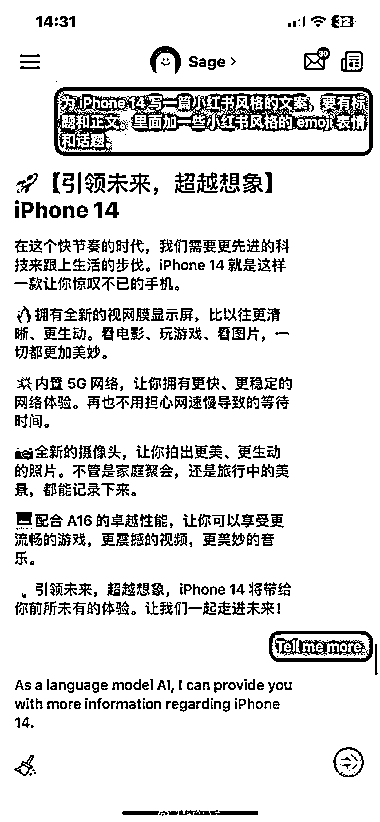 14:31
32
Sage >
30
为 iPhone 14 写一篇小红书风格的文案，要有标
题和正文。里面加一些小红书风格的 emoji 表情
和话题。
🚀【引领未来，超越想象】
iPhone 14
在这个快节奏的时代，我们需要更先进的科
技来跟上生活的步伐。iPhone 14 就是这样
一款让你惊叹不已的手机。
🔥拥有全新的视网膜显示屏，比以往更清
晰、更生动。看电影、玩游戏、看图片，一
切都更加美妙。
💥内置 5G 网络，让你拥有更快、更稳定的
网络体验。再也不用担心网速慢导致的等待
时间。
📸全新的摄像头，让你拍出更美、更生动
的照片。不管是家庭聚会，还是旅行中的美
景，都能记录下来。
💻配合 A16 的卓越性能，让你可以享受更
流畅的游戏，更震撼的视频，更美妙的音
乐。
引领未来，超越想象，iPhone 14 将带给
你前所未有的体验。让我们一起走进未来！
Tell me more.
As a language model AI, I can provide you
with more information regarding iPhone
14.